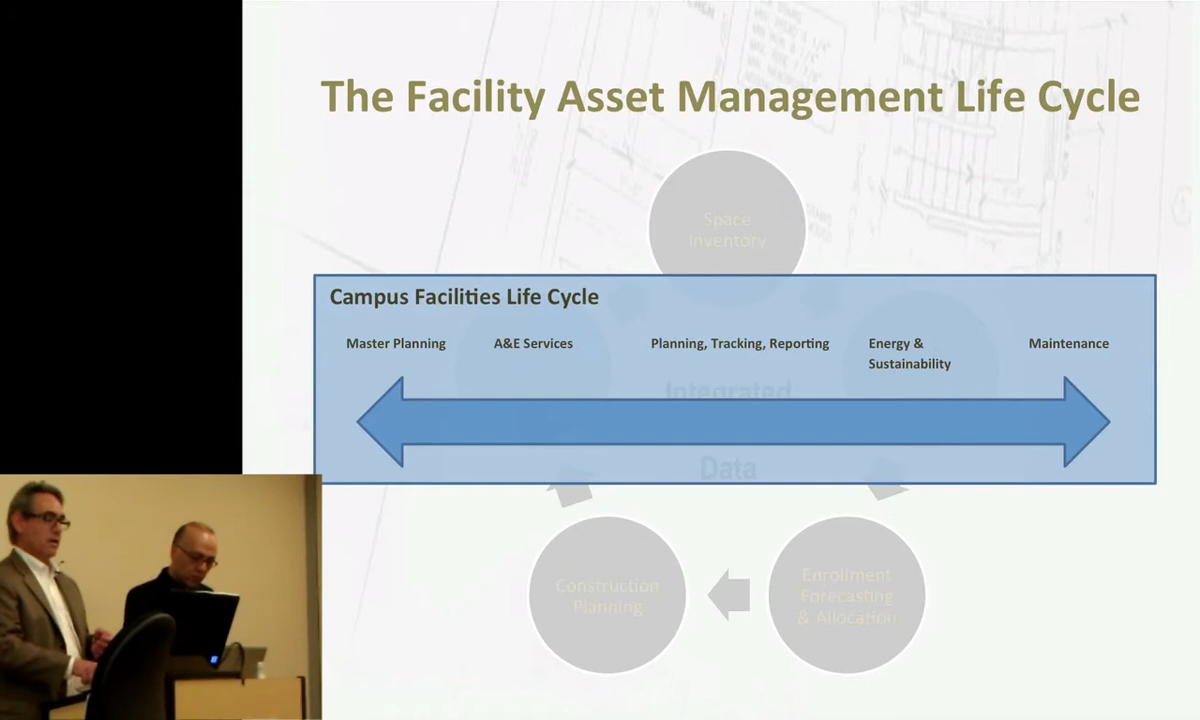 The Facility Asset Management Life Cycle
Space
Inventory
Campus Facilities Life Cycle
Master Planning
A&E Services
Planning, Tracking, Reporting
Energy &
Sustainability
Maintenance
Integrated
Data
Construction
Planning
Enrollment
Forecasting
& Allocation